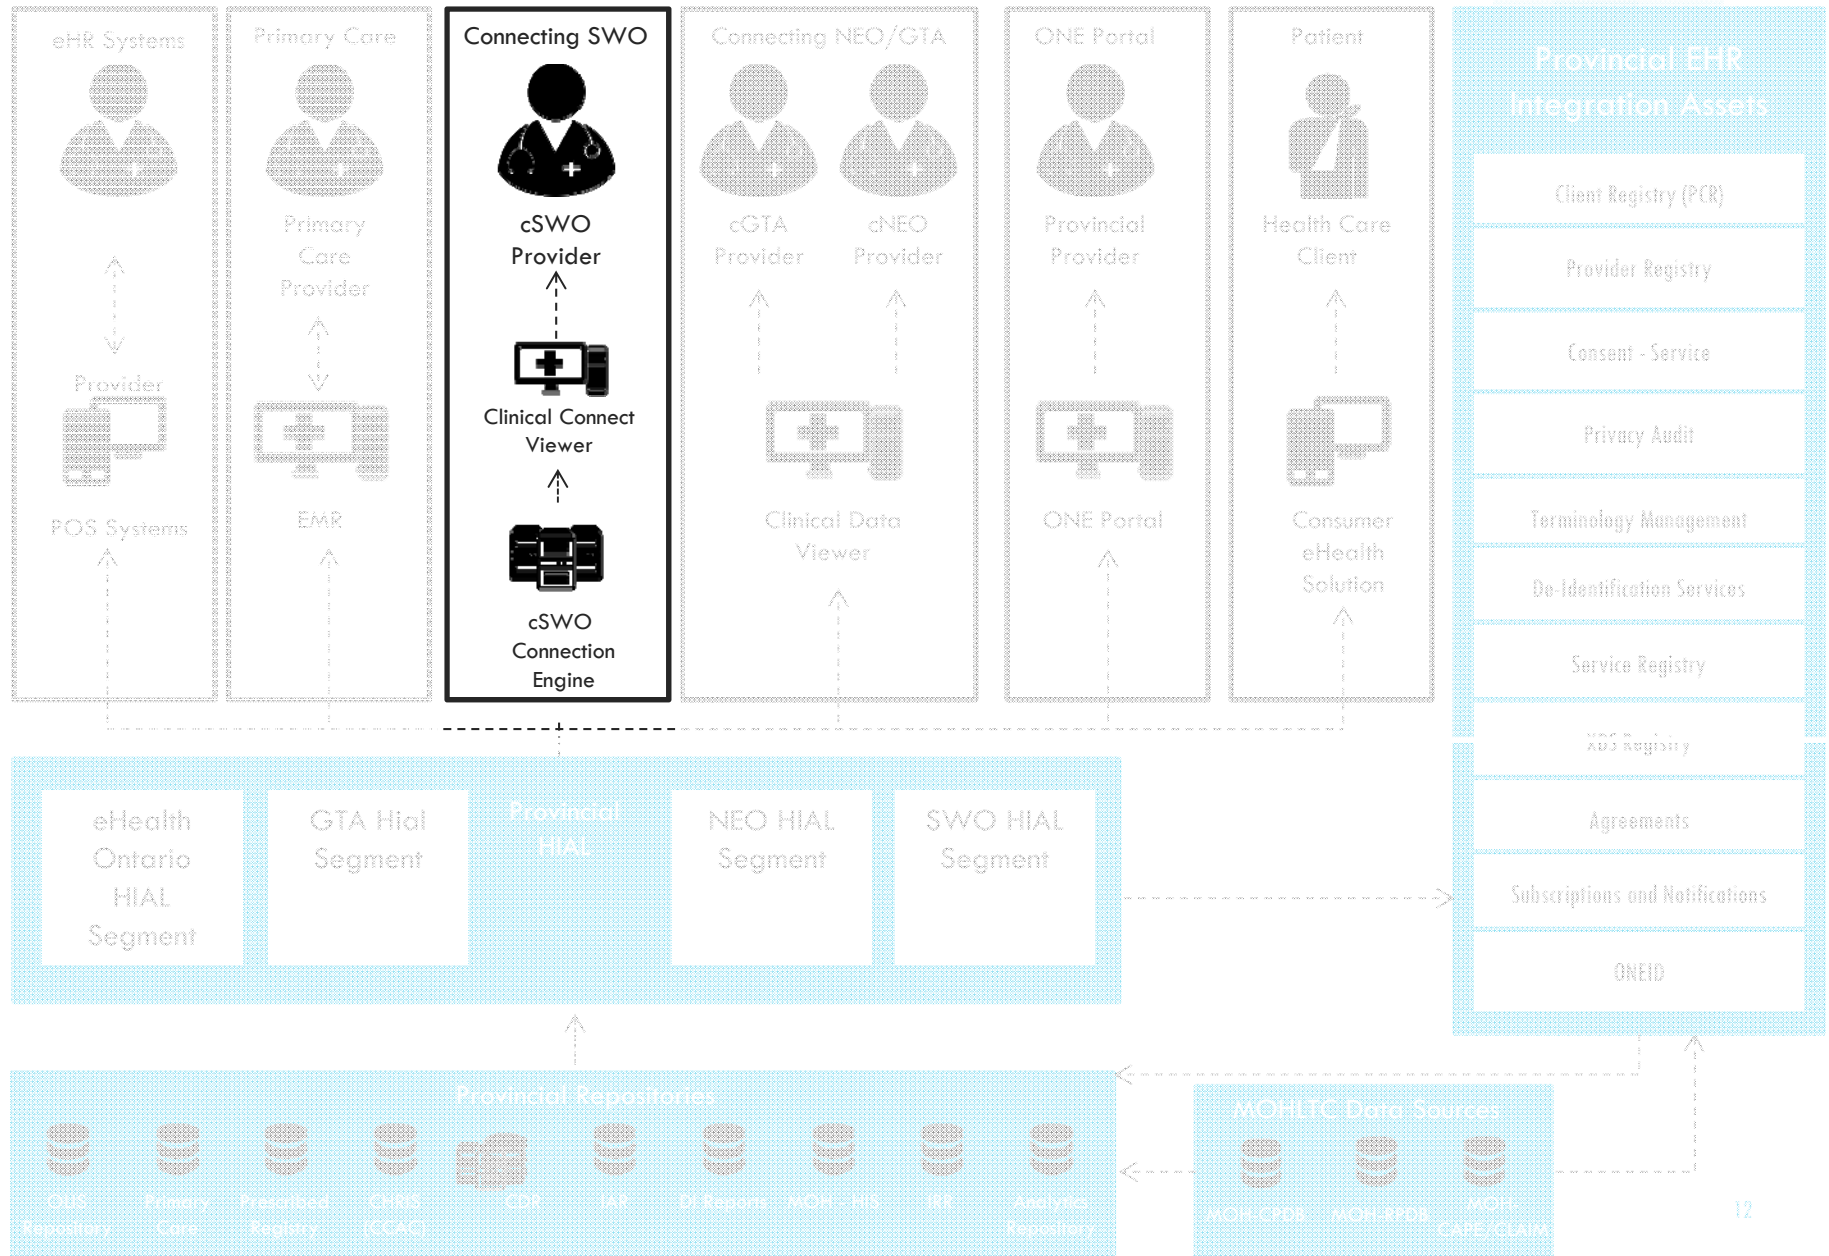 eHR Systems
Provider
POS Systems
Primary Care
Primary
Care
Provider
EMR
Connecting SWO
cSWO
Provider
Clinical Connect
Viewer
cSWO
Connection
Engine
Connecting NEO/GTA
cGTA
Provider
cNEO
Provider
Clinical Data
Viewer
ONE Portal
Provincial
Provider
ONE Portal
Patient
Health Care
Client
Consumer
eHealth
Solution
Provincial EHR
Integration Assets
Client Registry (PCR)
Provider Registry
Consent - Service
Privacy Audit
Terminology Management
De-Identification Services
Service Registry
XDS Registry
Agreements
Subscriptions and Notifications
ONEID
eHealth
Ontario
HIAL
Segment
GTA Hial
Segment
Provincial
HIAL
NEO HIAL
Segment
SWO HIAL
Segment
Provincial Repositories
OLIS
Repository
Primary
Care
Prescribed
Registry
CHRIS
(CCAC)
CDR
IAR
DI Repons
MOH - HIS
IRR
Analytics
Repository
MOHLTC Data Sources
MOH-CPDB
MOH-RPDB
MOH-
CAPE/CLAIM
12